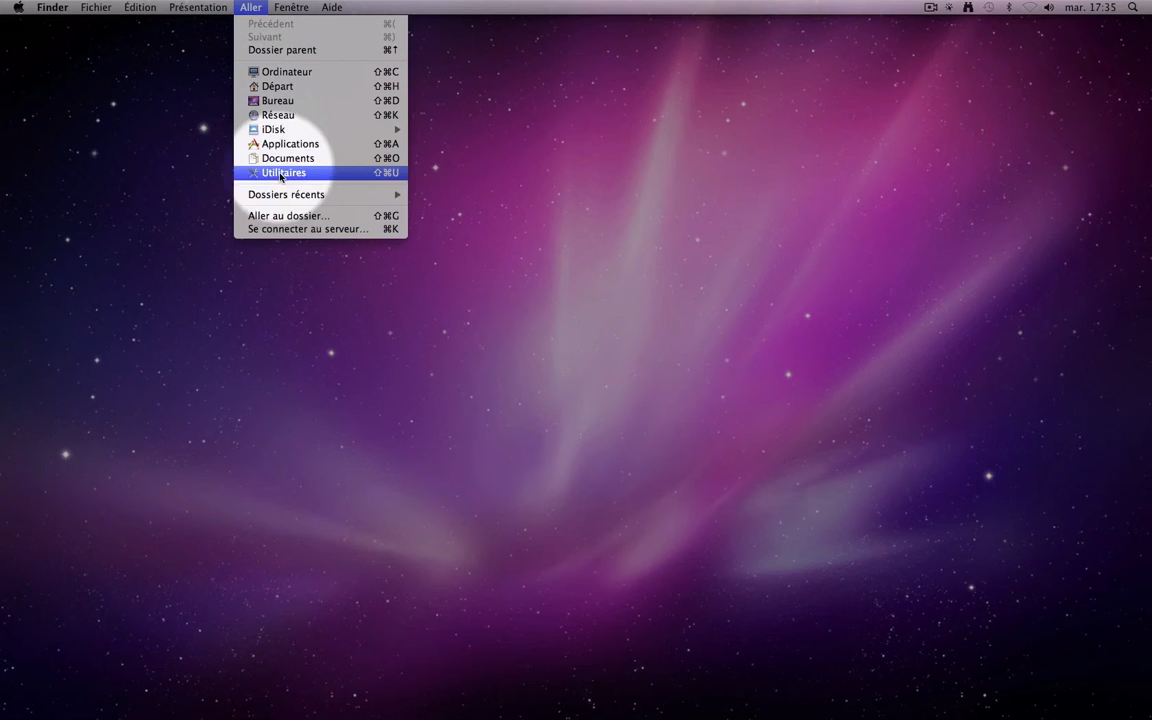 Finder Fichier Édition Présentation Aller Fenêtre Aide mar. 17:35
Précédent ⌘(
Suivant ⌘)
Dossier parent ⌘↑
Ordinateur ⇧⌘C
Départ ⇧⌘H
Bureau ⇧⌘D
Réseau ⇧⌘K
iDisk
Applications ⇧⌘A
Documents ⇧⌘O
Utilitaires ⇧⌘U
Dossiers récents
Aller au dossier... ⇧⌘G
Se connecter au serveur... ⌘K